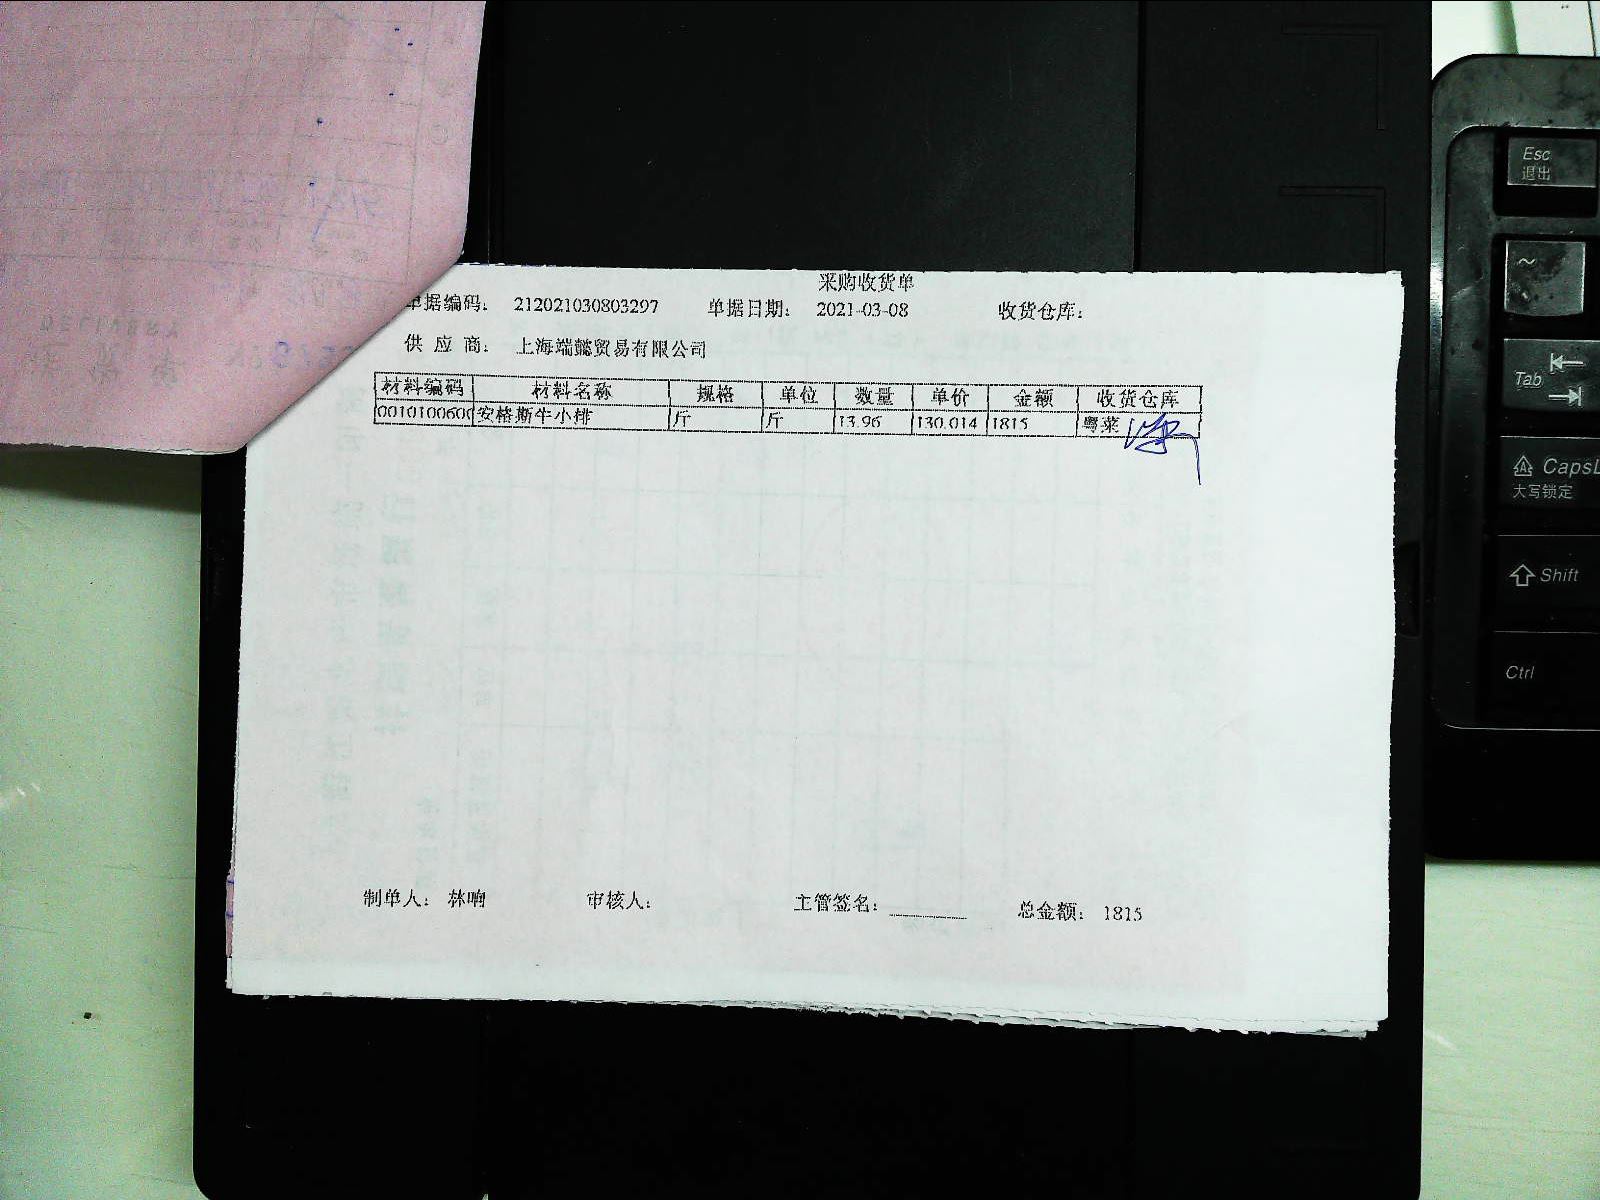 采购收货单
单据编码： 212021030803297 单据日期： 2021-03-08 收货仓库：
供 应 商： 上海端懿贸易有限公司
材料编码 材料名称 规格 单位 数量 单价 金额 收货仓库
0010100600 安格斯牛小排 斤 斤 13.96 130.014 1815 粤菜
制单人： 林响 审核人： 主管签名： 总金额： 1815
Esc
退出
~
Tab
CapsL
大写锁定
Shift
Ctrl
DELIVERY